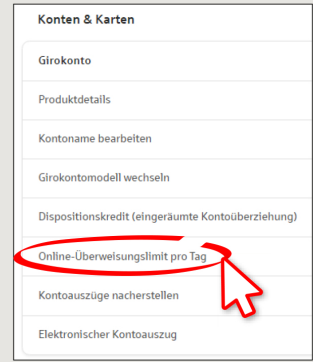 Konten & Karten
Girokonto
Produktdetails
Kontoname bearbeiten
Girokontomodell wechseln
Dispositionskredit (eingeräumte Kontoüberziehung)
Online-Überweisungslimit pro Tag
Kontoauszüge nacherstellen
Elektronischer Kontoauszug